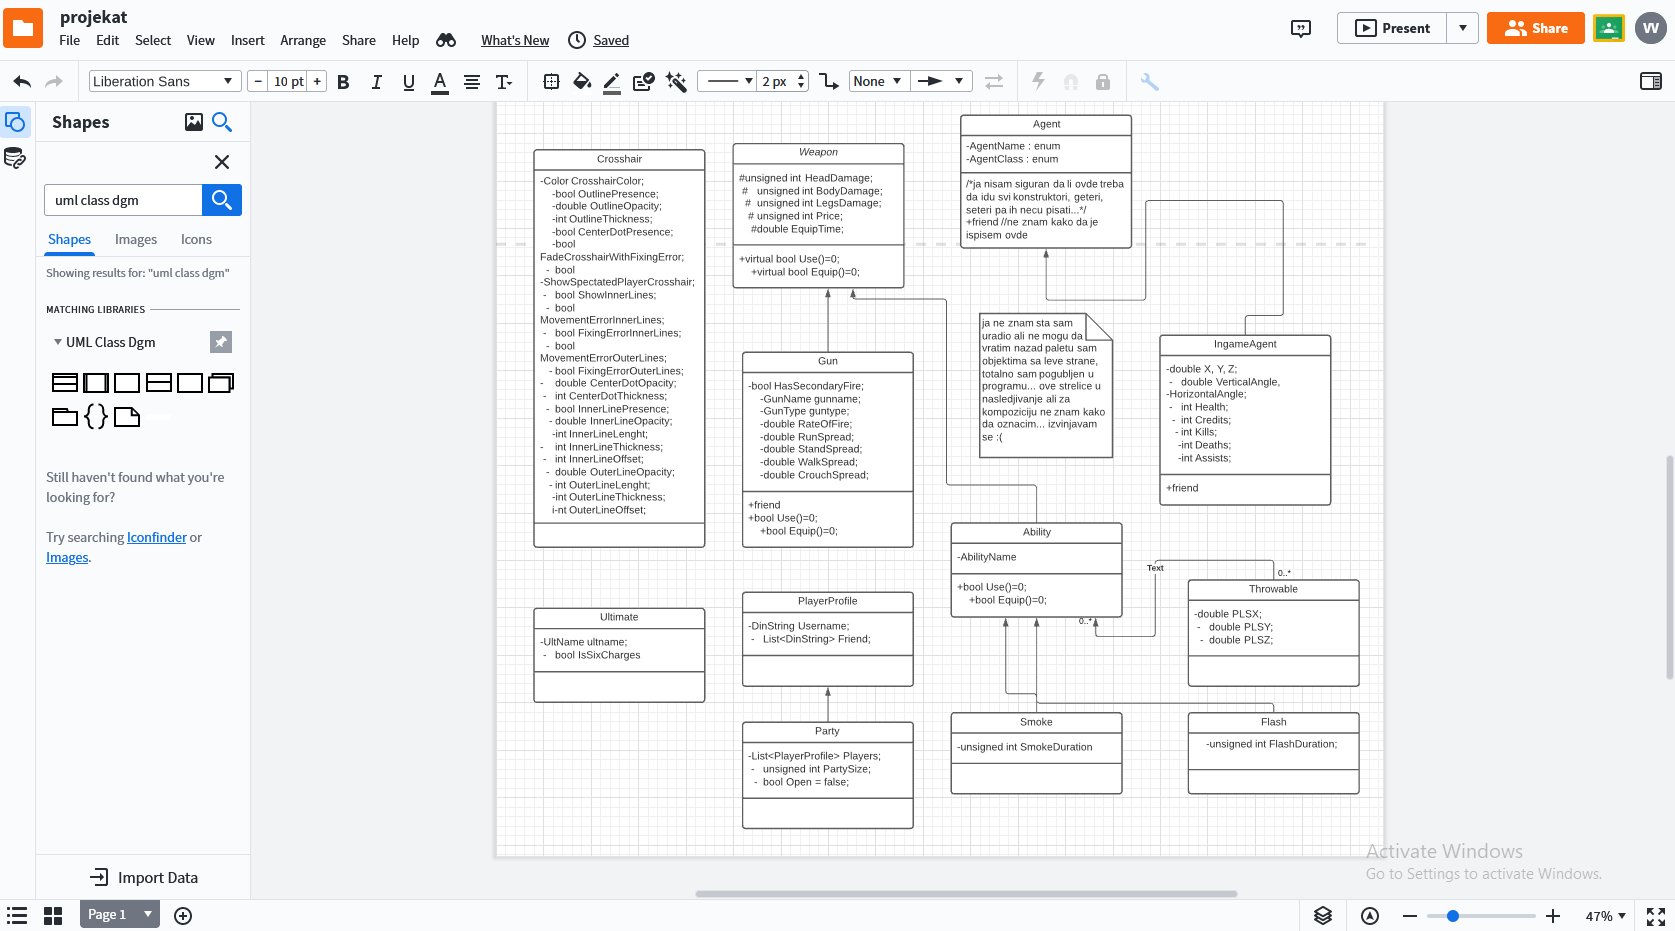 projekat
File Edit Select View Insert Arrange Share Help What's New Saved
Present
Share
W
Liberation Sans
− 10 pt +
B I U A T
2 px
None
Shapes
uml class dgm
Shapes Images Icons
Showing results for: "uml class dgm"
MATCHING LIBRARIES
UML Class Dgm
Still haven't found what you're
looking for?
Try searching Iconfinder or
Images.
Import Data
Crosshair
-Color CrosshairColor;
-bool OutlinePresence;
-double OutlineOpacity;
-int OutlineThickness;
-bool CenterDotPresence;
-bool
FadeCrosshairWithFixingError;
- bool
-ShowSpectatedPlayerCrosshair;
- bool ShowInnerLines;
- bool
MovementErrorInnerLines;
- bool FixingErrorInnerLines;
- bool
MovementErrorOuterLines;
- bool FixingErrorOuterLines;
- double CenterDotOpacity;
- int CenterDotThickness;
- bool InnerLinePresence;
- double InnerLineOpacity;
-int InnerLineLenght;
- int InnerLineThickness;
- int InnerLineOffset;
- double OuterLineOpacity;
- int OuterLineLenght;
-int OuterLineThickness;
i-nt OuterLineOffset;
Weapon
#unsigned int HeadDamage;
# unsigned int BodyDamage;
# unsigned int LegsDamage;
# unsigned int Price;
#double EquipTime;
+virtual bool Use()=0;
+virtual bool Equip()=0;
Agent
-AgentName : enum
-AgentClass : enum
/*ja nisam siguran da li ovde treba
da idu svi konstruktori, geteri,
seteri pa ih necu pisati...*/
+friend //ne znam kako da je
ispisem ovde
ja ne znam sta sam
uradio ali ne mogu da
vratim nazad paletu sam
objektima sa leve strane,
totalno sam pogubljen u
programu... ove strelice u
nasledjivanje ali za
kompoziciju ne znam kako
da oznacim... izvinjavam
se :(
IngameAgent
-double X, Y, Z;
- double VerticalAngle,
-HorizontalAngle;
- int Health;
- int Credits;
- int Kills;
-int Deaths;
-int Assists;
+friend
Gun
-bool HasSecondaryFire;
-GunName gunname;
-GunType guntype;
-double RateOfFire;
-double RunSpread;
-double StandSpread;
-double WalkSpread;
-double CrouchSpread;
+friend
+bool Use()=0;
+bool Equip()=0;
Ability
-AbilityName
+bool Use()=0;
+bool Equip()=0;
Text
0..*
0..*
Throwable
-double PLSX;
- double PLSY;
- double PLSZ;
Ultimate
-UltName ultname;
- bool IsSixCharges
PlayerProfile
-DinString Username;
- List<DinString> Friend;
Party
-List<PlayerProfile> Players;
- unsigned int PartySize;
- bool Open = false;
Smoke
-unsigned int SmokeDuration
Flash
-unsigned int FlashDuration;
Activate Windows
Go to Settings to activate Windows.
Page 1
47%